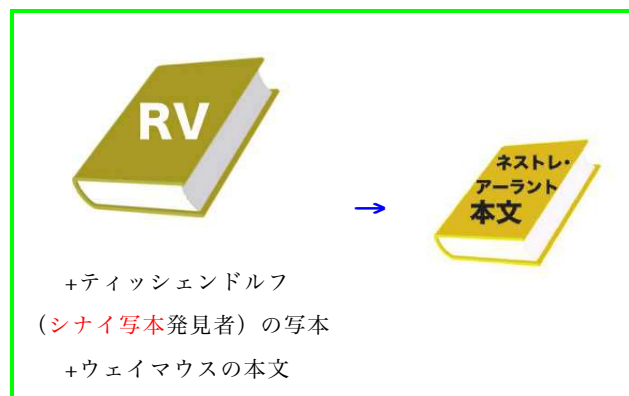 RV
ネストレ・
アーラント
本文
→
+ティッシェンドルフ
（シナイ写本発見者）の写本
+ウェイマウスの本文